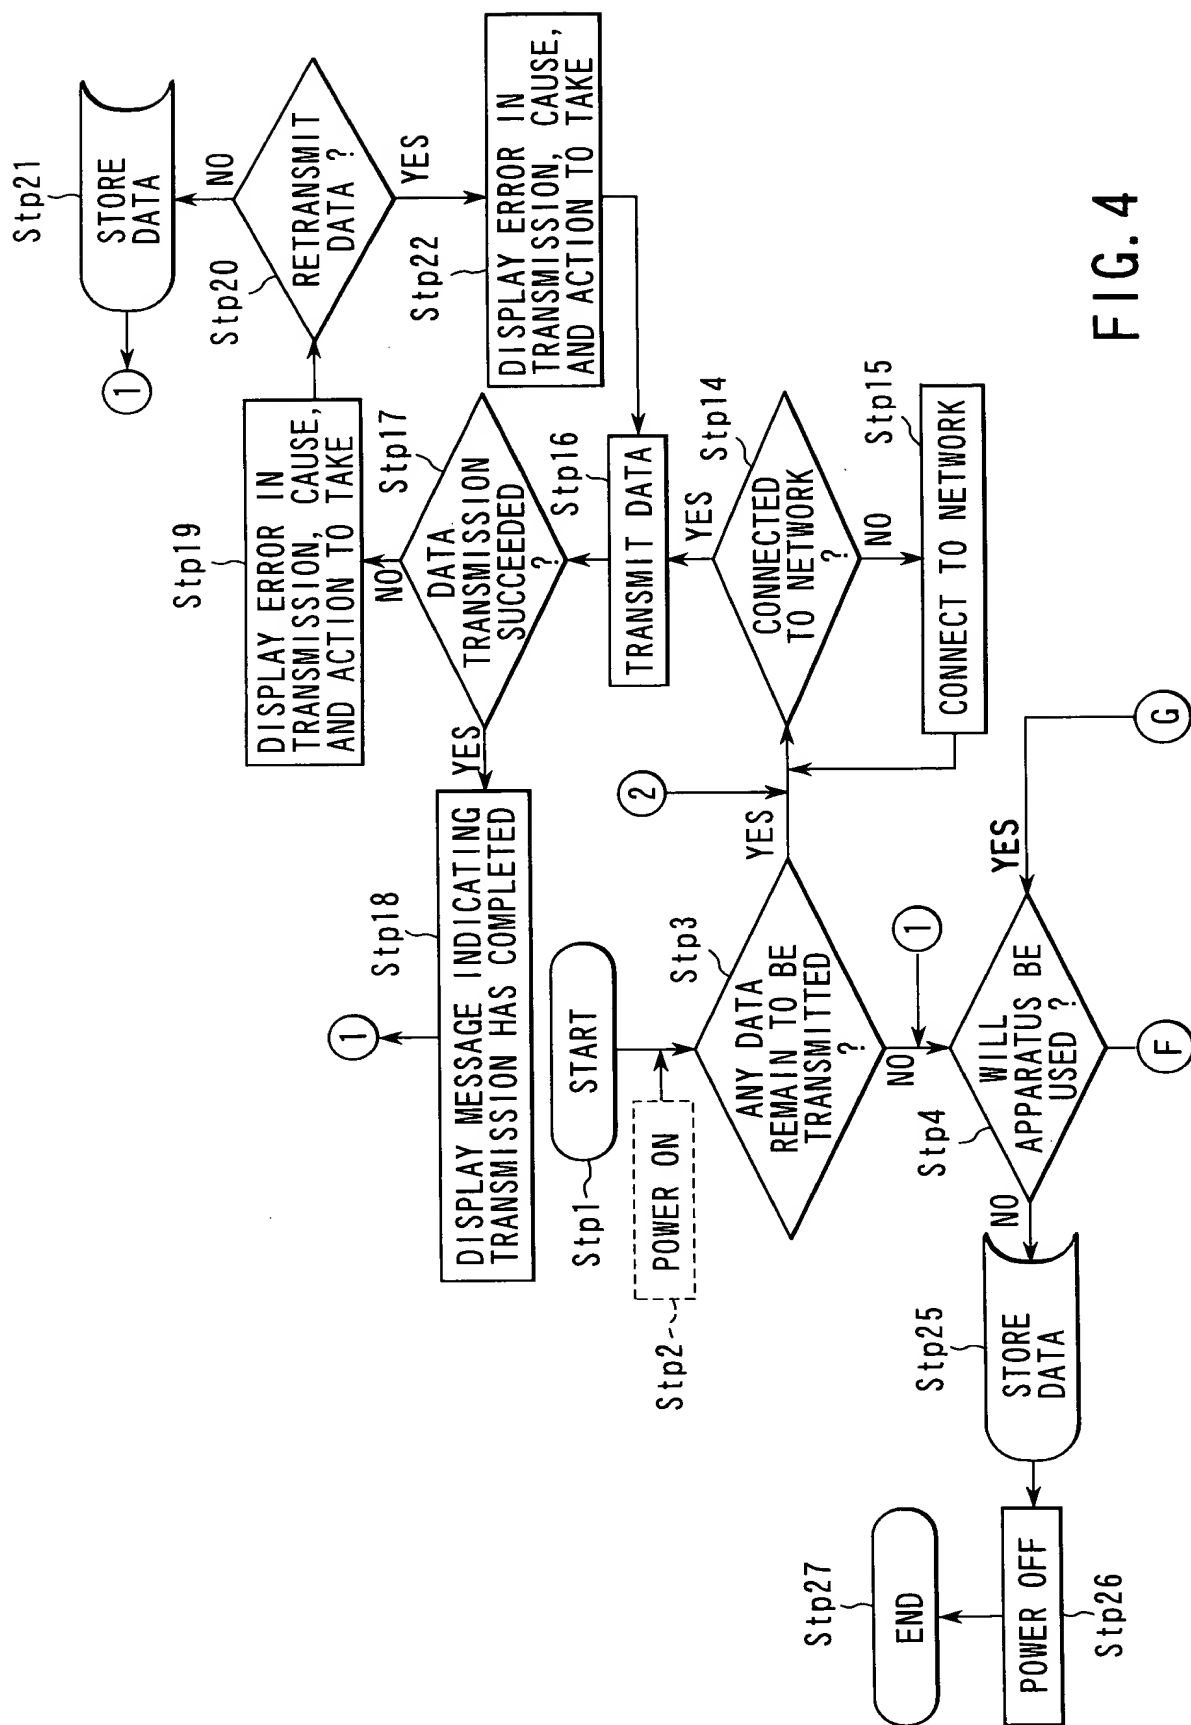 Stp21
STORE
DATA
1
NO
Stp20
RETRANSMIT
DATA ?
YES
Stp22
DISPLAY ERROR IN
TRANSMISSION, CAUSE,
AND ACTION TO TAKE
Stp19
DISPLAY ERROR IN
TRANSMISSION, CAUSE,
AND ACTION TO TAKE
NO
Stp17
DATA
TRANSMISSION
SUCCEEDED
?
YES
Stp18
DISPLAY MESSAGE INDICATING
TRANSMISSION HAS COMPLETED
1
Stp16
TRANSMIT DATA
YES
Stp14
CONNECTED
TO NETWORK
?
NO
Stp15
CONNECT TO NETWORK
2
START
Stp1
POWER ON
Stp2
Stp3
ANY DATA
REMAIN TO BE
TRANSMITTED
?
YES
NO
1
Stp4
WILL
APPARATUS BE
USED ?
YES
G
F
NO
Stp25
STORE
DATA
POWER OFF
Stp26
Stp27
END
FIG. 4